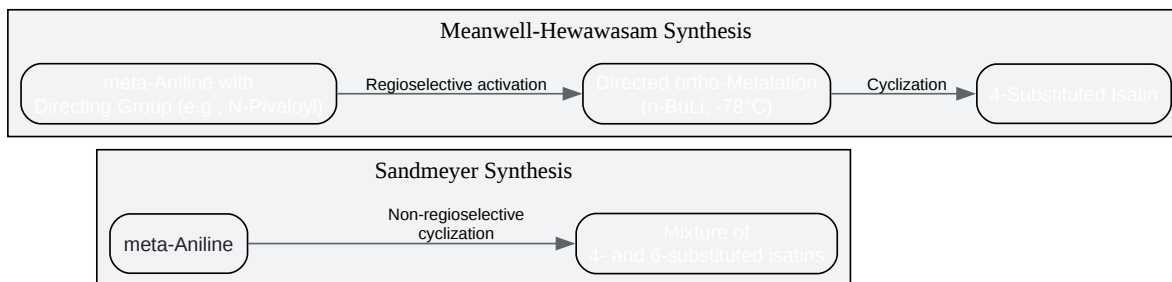 Meanwell-Hewawasam Synthesis
meta-Aniline with
Directing Group (e.g., N-Pivaloyl)
Regioselective activation
Directed ortho-Metalation
(n-BuLi, -78°C)
Cyclization
4-Substituted Isatin
Sandmeyer Synthesis
meta-Aniline
Non-regioselective
cyclization
Mixture of
4- and 6-substituted isatins